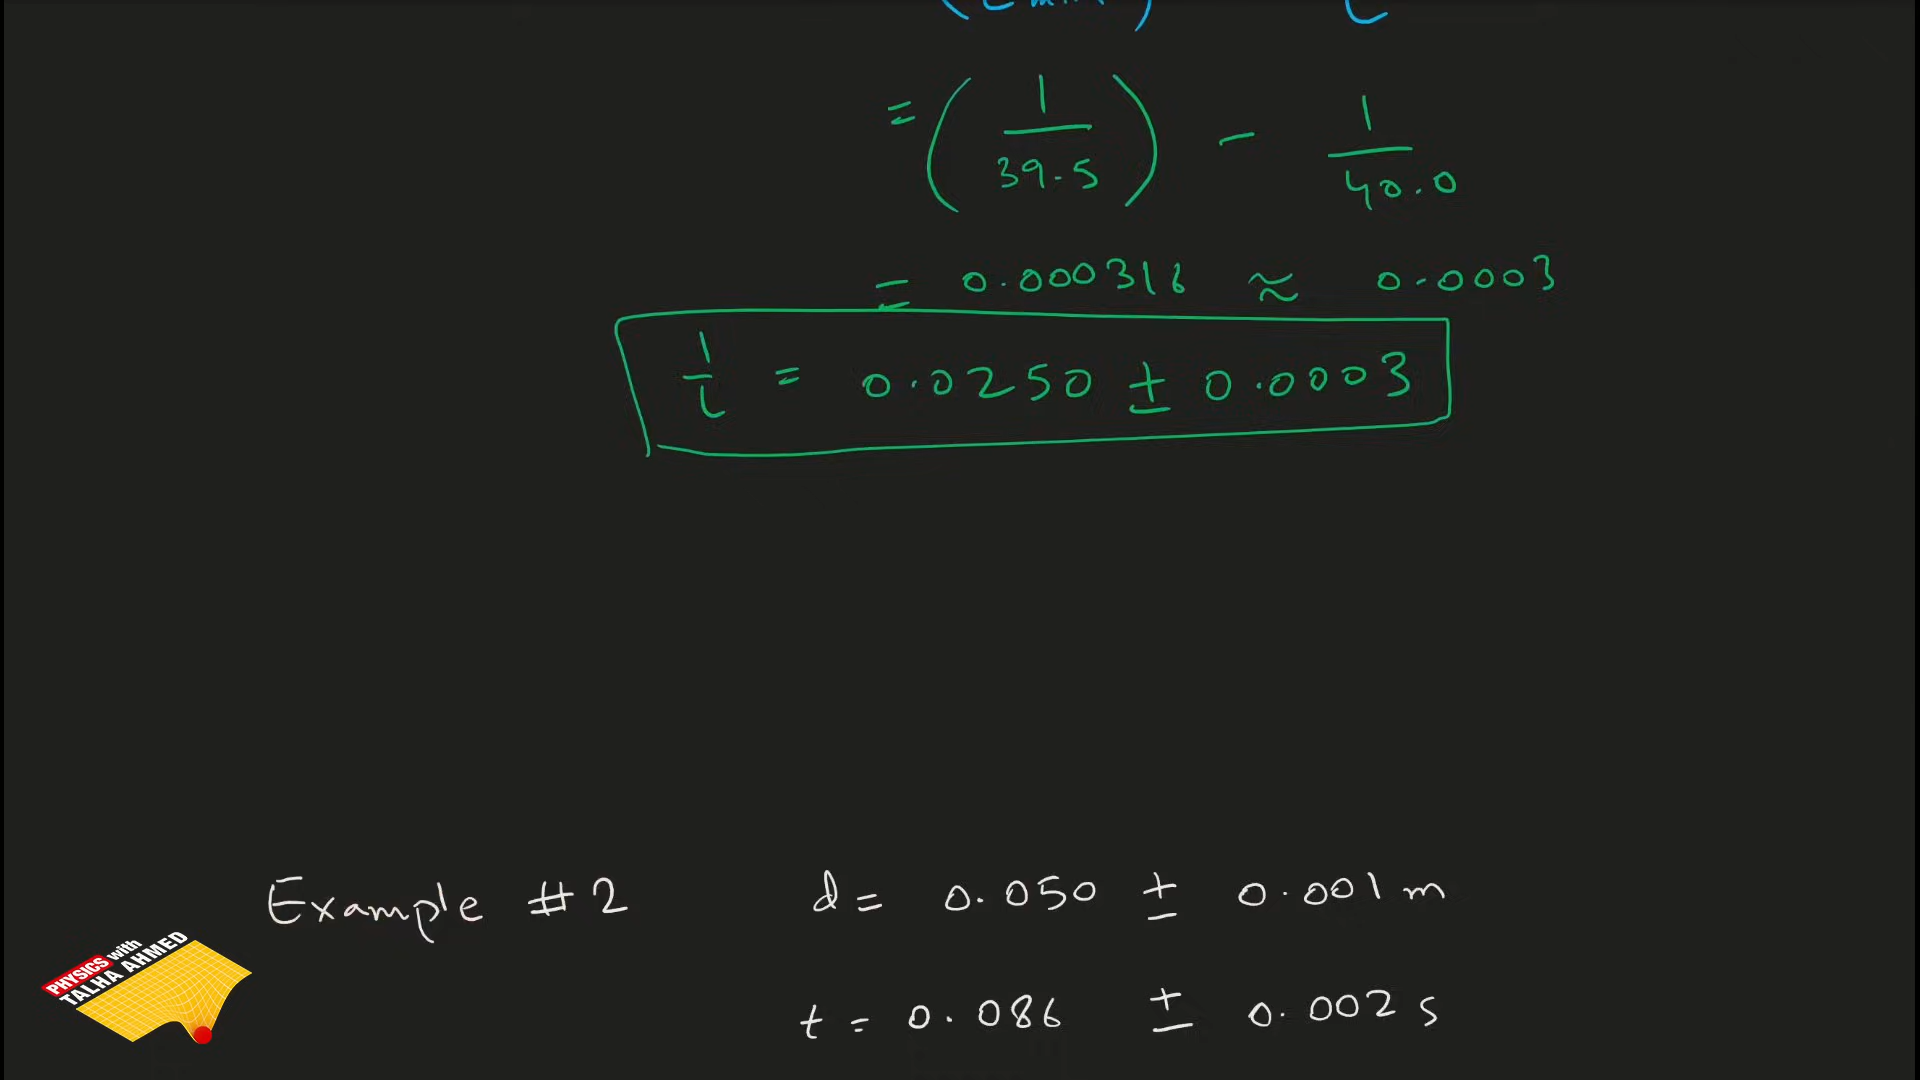 = (1/39.5) - 1/40.0
= 0.000316 ≈ 0.0003
1/t = 0.0250 ± 0.0003
Example #2 d = 0.050 ± 0.001 m
t = 0.086 ± 0.002 s
PHYSICS with
TALHA AHMED